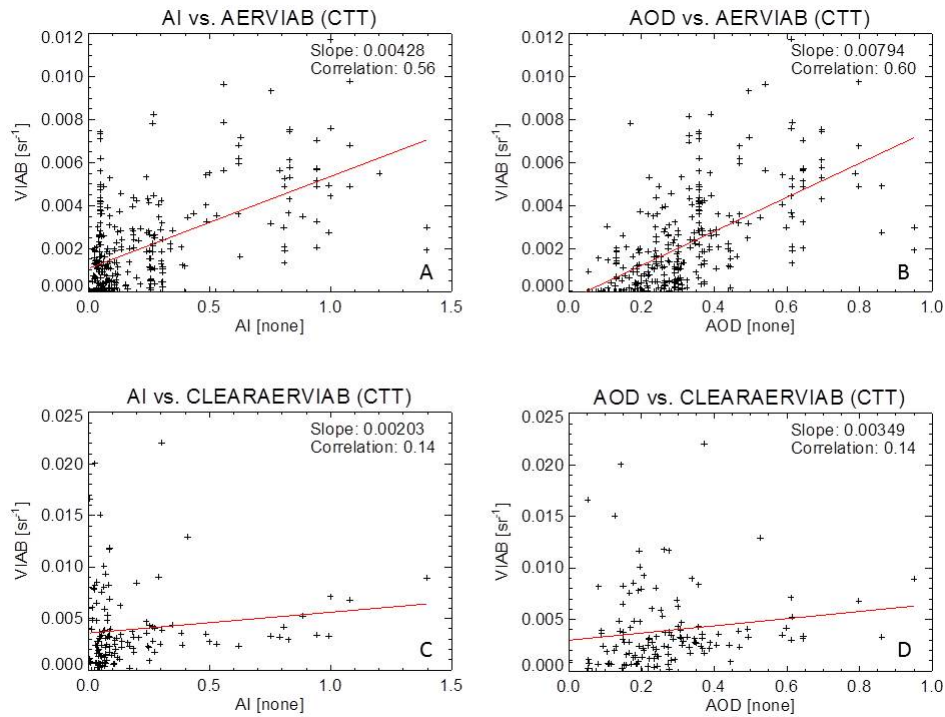 AI vs. AERVIAB (CTT)
Slope: 0.00428
Correlation: 0.56
0.012
0.010
0.008
0.006
0.004
0.002
0.000
VIAB [sr-1]
A
0.0 0.5 1.0 1.5
AI [none]
AOD vs. AERVIAB (CTT)
Slope: 0.00794
Correlation: 0.60
0.012
0.010
0.008
0.006
0.004
0.002
0.000
VIAB [sr-1]
B
0.0 0.2 0.4 0.6 0.8 1.0
AOD [none]
AI vs. CLEARAERVIAB (CTT)
Slope: 0.00203
Correlation: 0.14
0.025
0.020
0.015
0.010
0.005
0.000
VIAB [sr-1]
C
0.0 0.5 1.0 1.5
AI [none]
AOD vs. CLEARAERVIAB (CTT)
Slope: 0.00349
Correlation: 0.14
0.025
0.020
0.015
0.010
0.005
0.000
VIAB [sr-1]
D
0.0 0.2 0.4 0.6 0.8 1.0
AOD [none]